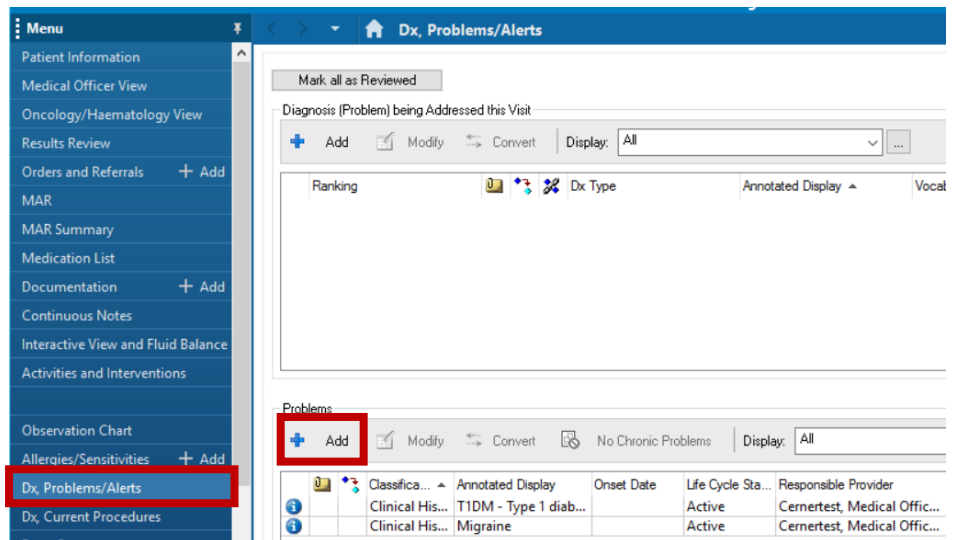 Menu
Dx, Problems/Alerts
Patient Information
Medical Officer View
Oncology/Haematology View
Results Review
Orders and Referrals + Add
MAR
MAR Summary
Medication List
Documentation + Add
Continuous Notes
Interactive View and Fluid Balance
Activities and Interventions
Observation Chart
Allergies/Sensitivities + Add
Dx, Problems/Alerts
Dx, Current Procedures
Mark all as Reviewed
Diagnosis (Problem) being Addressed this Visit
Add Modify Convert Display: All ...
Ranking Dx Type Annotated Display Vocab
Problems
Add Modify Convert No Chronic Problems Display: All
Classifica... Annotated Display Onset Date Life Cycle Sta... Responsible Provider
Clinical His... T1DM - Type 1 diab... Active Cernertest, Medical Offic...
Clinical His... Migraine Active Cernertest, Medical Offic...